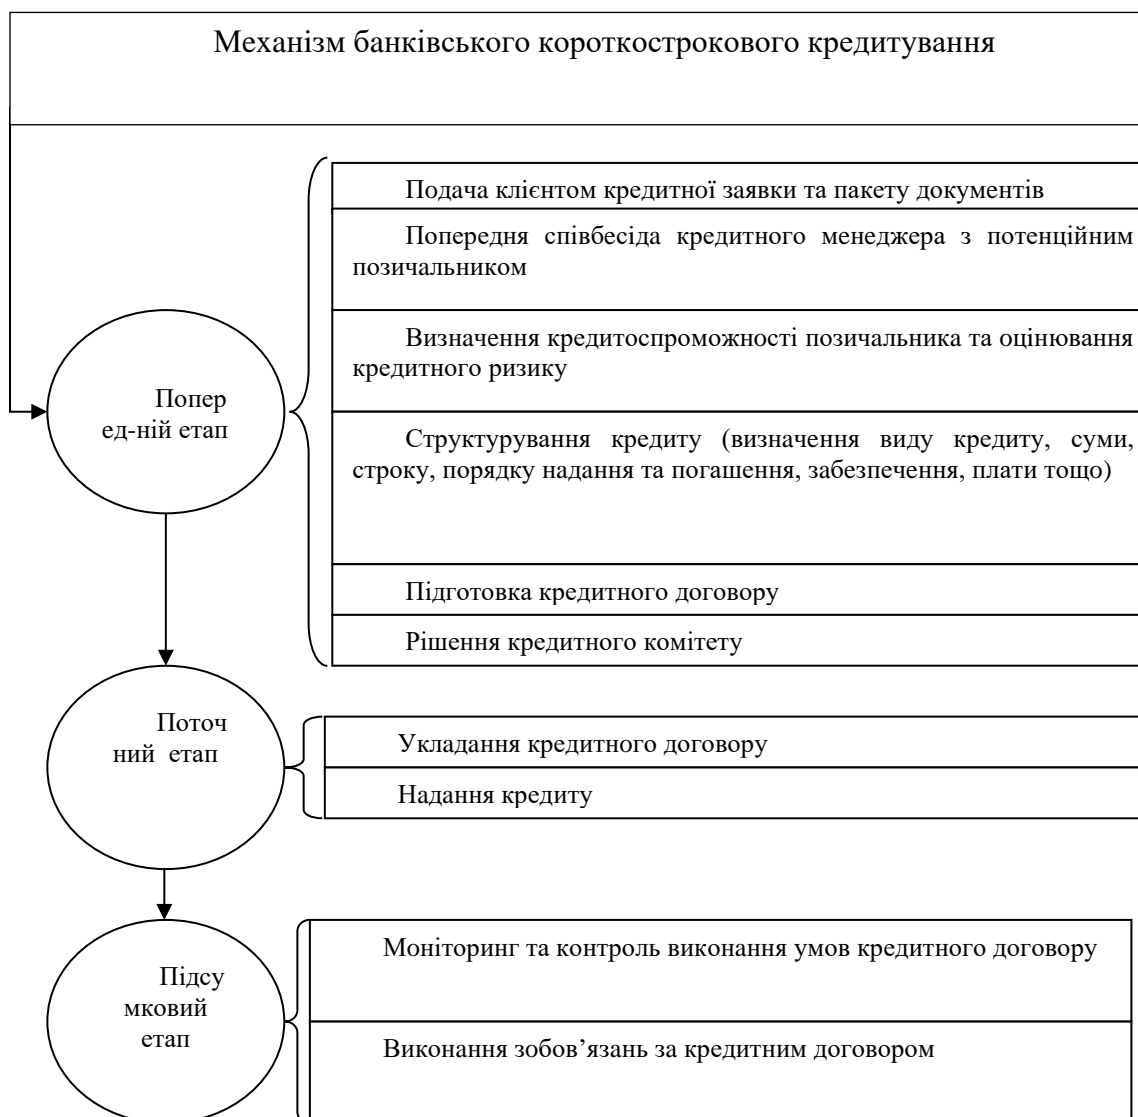 Механізм банківського короткострокового кредитування
Подача клієнтом кредитної заявки та пакету документів
Попередня співбесіда кредитного менеджера з потенційним
позичальником
Визначення кредитоспроможності позичальника та оцінювання
кредитного ризику
Попер
ед-ній етап
Структурування кредиту (визначення виду кредиту, суми,
строку, порядку надання та погашення, забезпечення, плати тощо)
Підготовка кредитного договору
Рішення кредитного комітету
Поточ
ний етап
Укладання кредитного договору
Надання кредиту
Підсу
мковий
етап
Моніторинг та контроль виконання умов кредитного договору
Виконання зобов’язань за кредитним договором